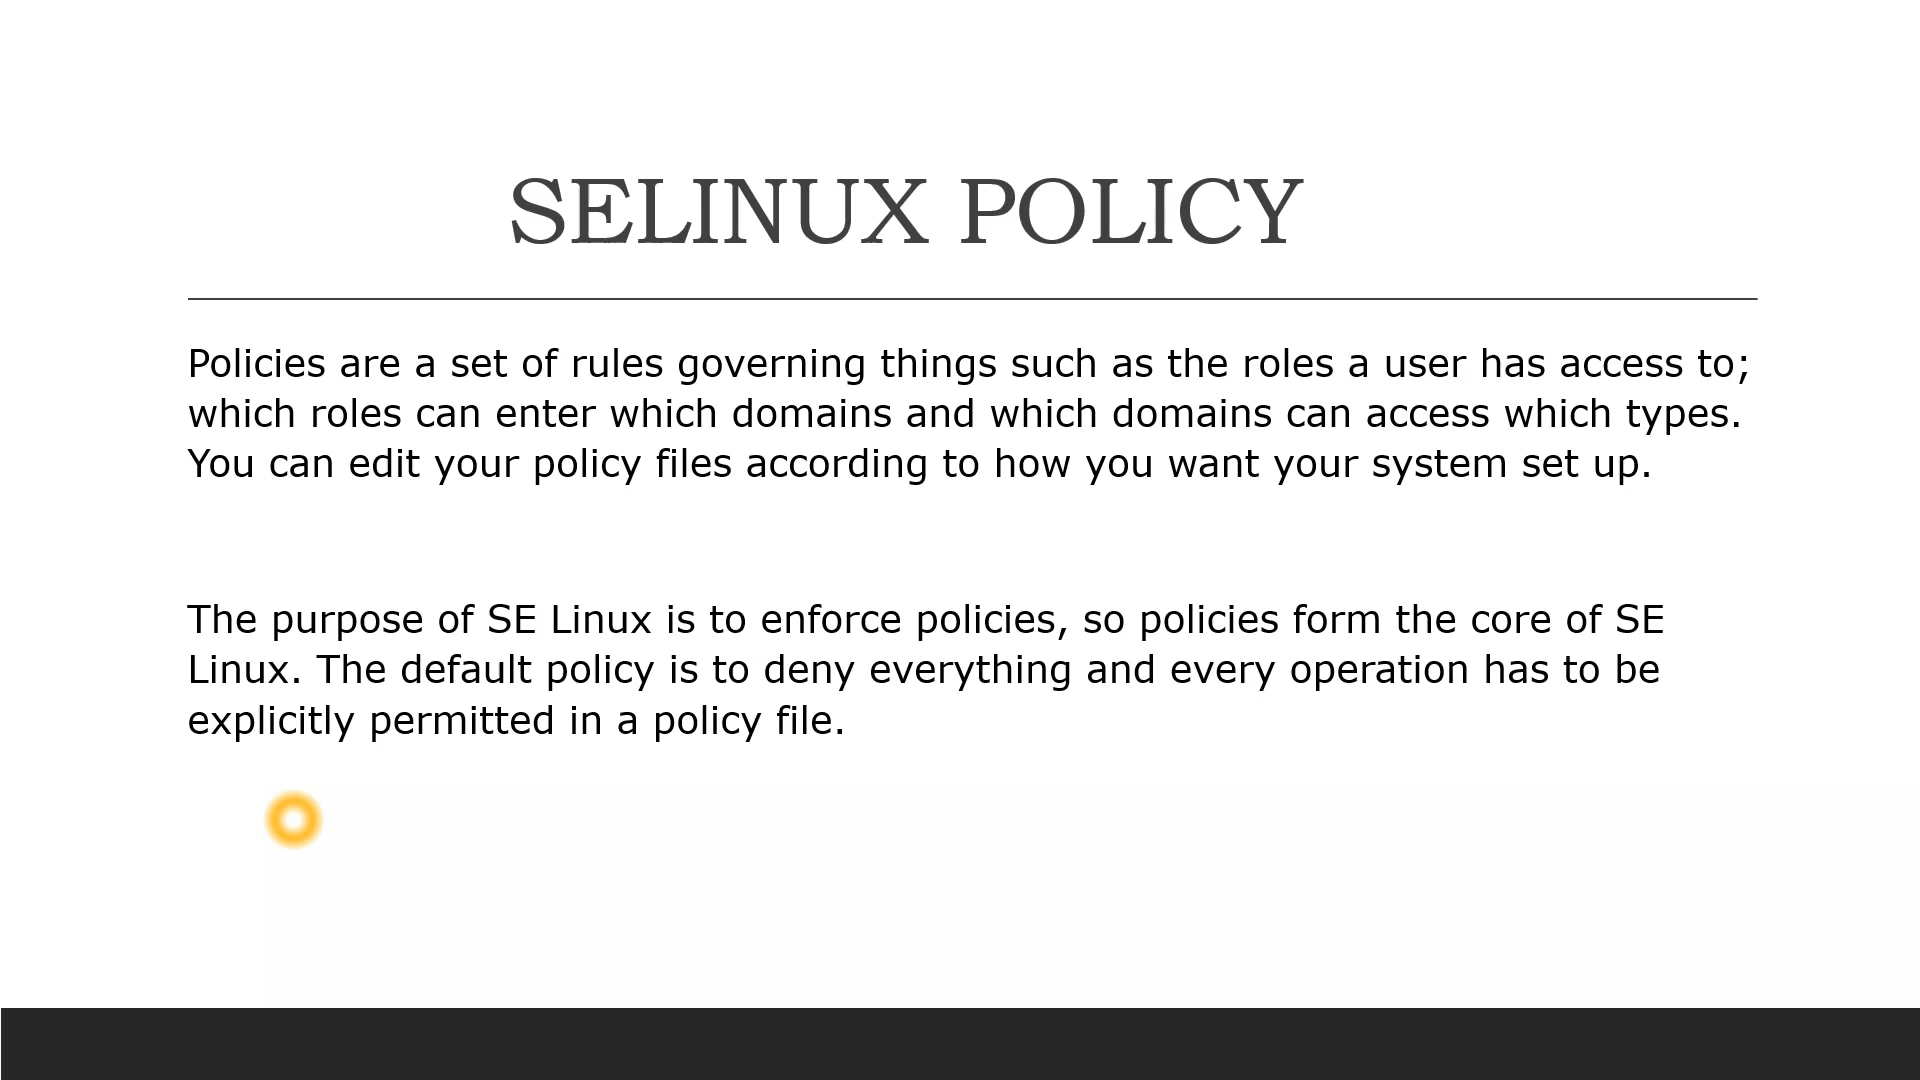 SELINUX POLICY
Policies are a set of rules governing things such as the roles a user has access to;
which roles can enter which domains and which domains can access which types.
You can edit your policy files according to how you want your system set up.
The purpose of SE Linux is to enforce policies, so policies form the core of SE
Linux. The default policy is to deny everything and every operation has to be
explicitly permitted in a policy file.